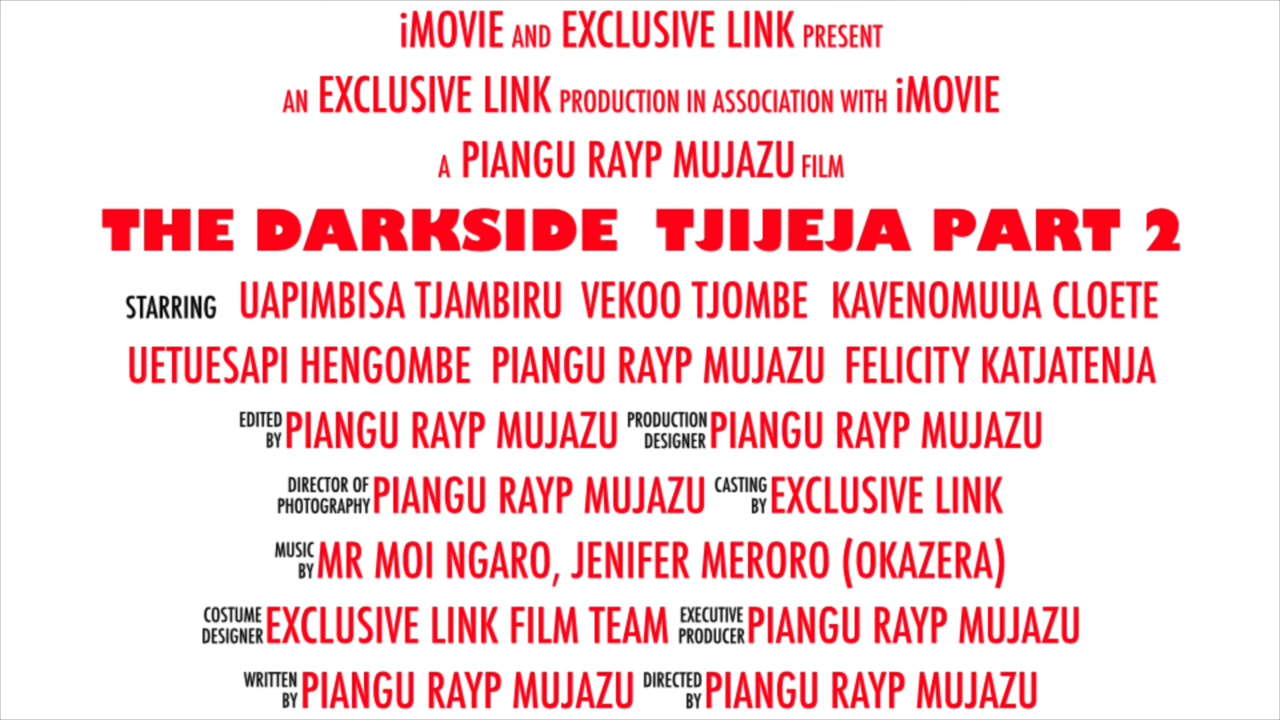 iMOVIE AND EXCLUSIVE LINK PRESENT
AN EXCLUSIVE LINK PRODUCTION IN ASSOCIATION WITH iMOVIE
A PIANGU RAYP MUJAZU FILM
THE DARKSIDE TJIJEJA PART 2
STARRING UAPIMBISA TJAMBIRU VEKOO TJOMBE KAVENOMUUA CLOETE
UETUESAPI HENGOMBE PIANGU RAYP MUJAZU FELICITY KATJATENJA
EDITED BY PIANGU RAYP MUJAZU PRODUCTION DESIGNER PIANGU RAYP MUJAZU
DIRECTOR OF PHOTOGRAPHY PIANGU RAYP MUJAZU CASTING BY EXCLUSIVE LINK
MUSIC BY MR MOI NGARO, JENIFER MERORO (OKAZERA)
COSTUME DESIGNER EXCLUSIVE LINK FILM TEAM EXECUTIVE PRODUCER PIANGU RAYP MUJAZU
WRITTEN BY PIANGU RAYP MUJAZU DIRECTED BY PIANGU RAYP MUJAZU